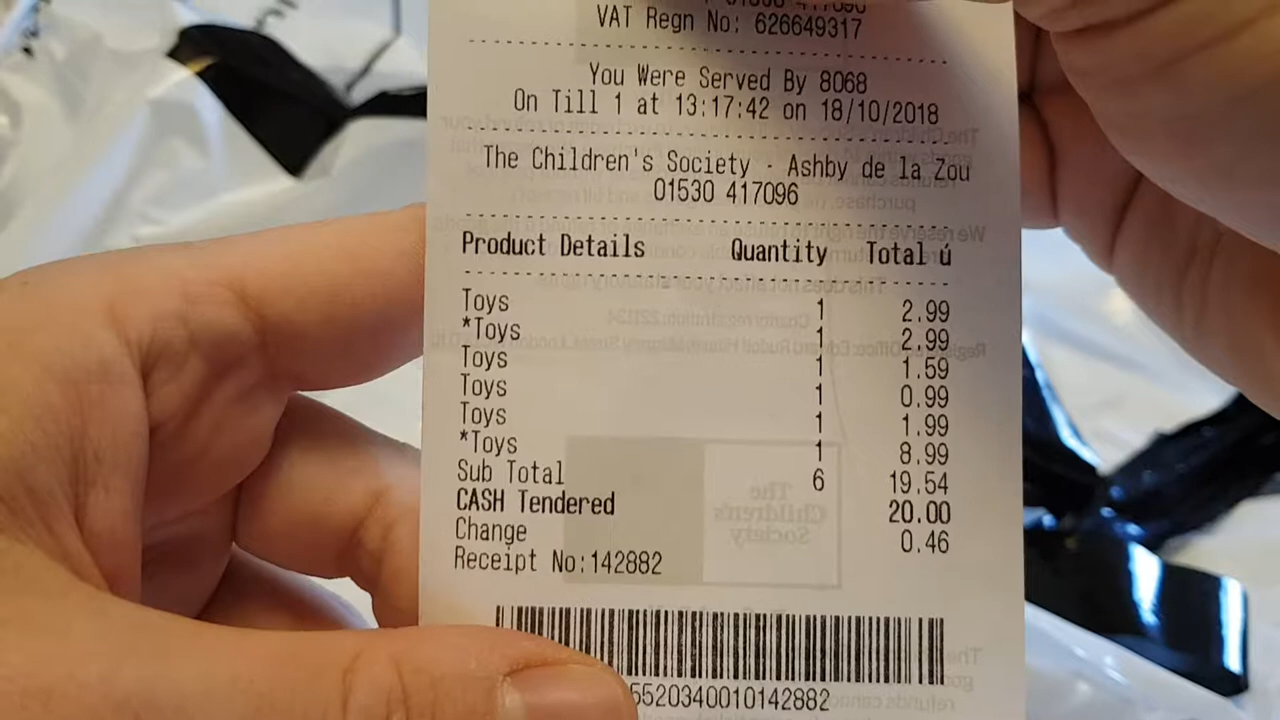 VAT Regn No: 626649317
You Were Served By 8068
On Till 1 at 13:17:42 on 18/10/2018
The Children's Society - Ashby de la Zou
01530 417096
Product Details Quantity Total ú
Toys 1 2.99
*Toys 1 2.99
Toys 1 1.59
Toys 1 0.99
Toys 1 1.99
*Toys 1 8.99
Sub Total 6 19.54
CASH Tendered 20.00
Change 0.46
Receipt No:142882
5520340010142882
The
Children's
Society